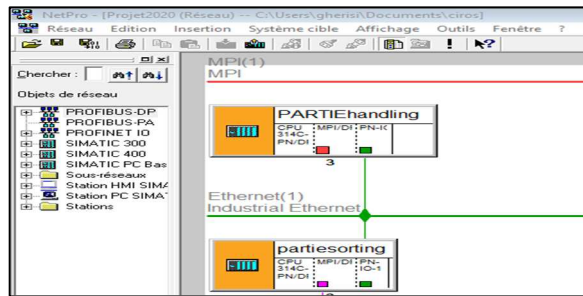 NetPro - [Projet2020 (Réseau) -- C:\Users\gherisi\Documents\ciros]
Réseau Edition Insertion Système cible Affichage Outils Fenêtre ?
Chercher :
Objets de réseau
PROFIBUS-DP
PROFIBUS-PA
PROFINET IO
SIMATIC 300
SIMATIC 400
SIMATIC PC Bas
Sous-réseaux
Station HMI SIMA
Station PC SIMA
Stations
MPI(1)
MPI
PARTIEhandling
CPU MPI/DI PN-IC
314C-
PN/DI
3
Ethernet(1)
Industrial Ethernet
partiesorting
CPU MPI/DI PN-
314C- IO-1
PN/DI